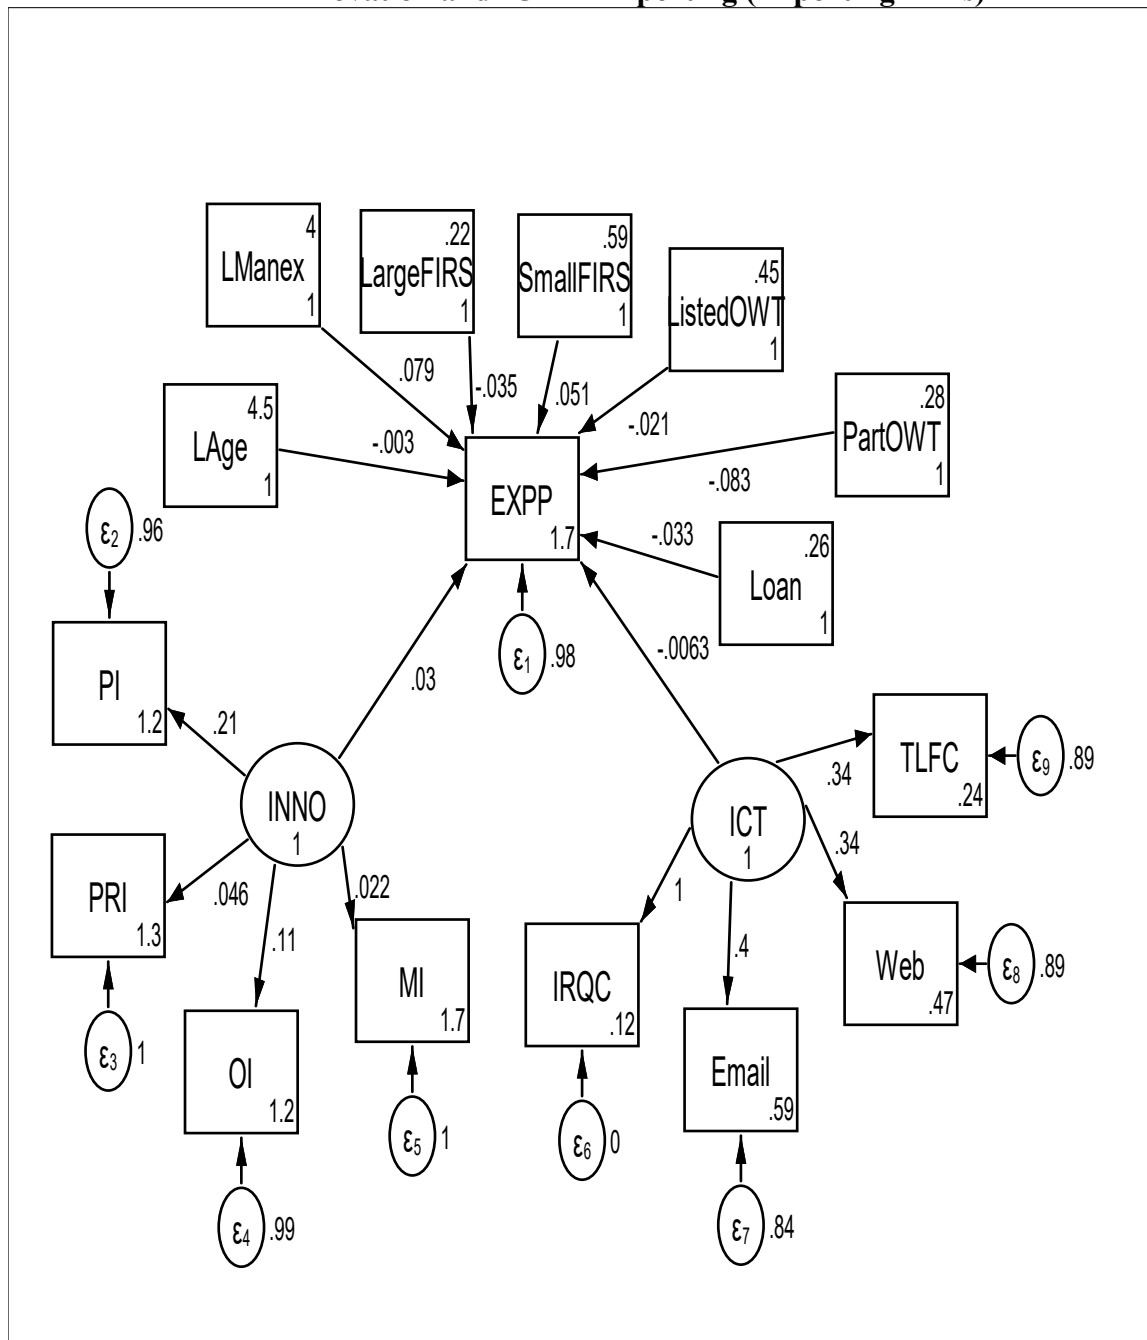 4
LManex
1
.22
LargeFIRS
1
.59
SmallFIRS
1
.45
ListedOWT
1
.079
-.035
.051
-.021
4.5
LAge
1
-.003
.28
PartOWT
1
-.083
EXPP
1.7
-.033
.26
Loan
1
ε2 .96
ε1 .98
-.0063
.03
PI
1.2
.21
INNO
1
ICT
1
.34
TLFC
.24
ε9 .89
.34
PRI
1.3
.046
.11
.022
1
.4
MI
1.7
IRQC
.12
Web
.47
ε8 .89
ε3 1
OI
1.2
Email
.59
ε5 1
ε6 0
ε4 .99
ε7 .84